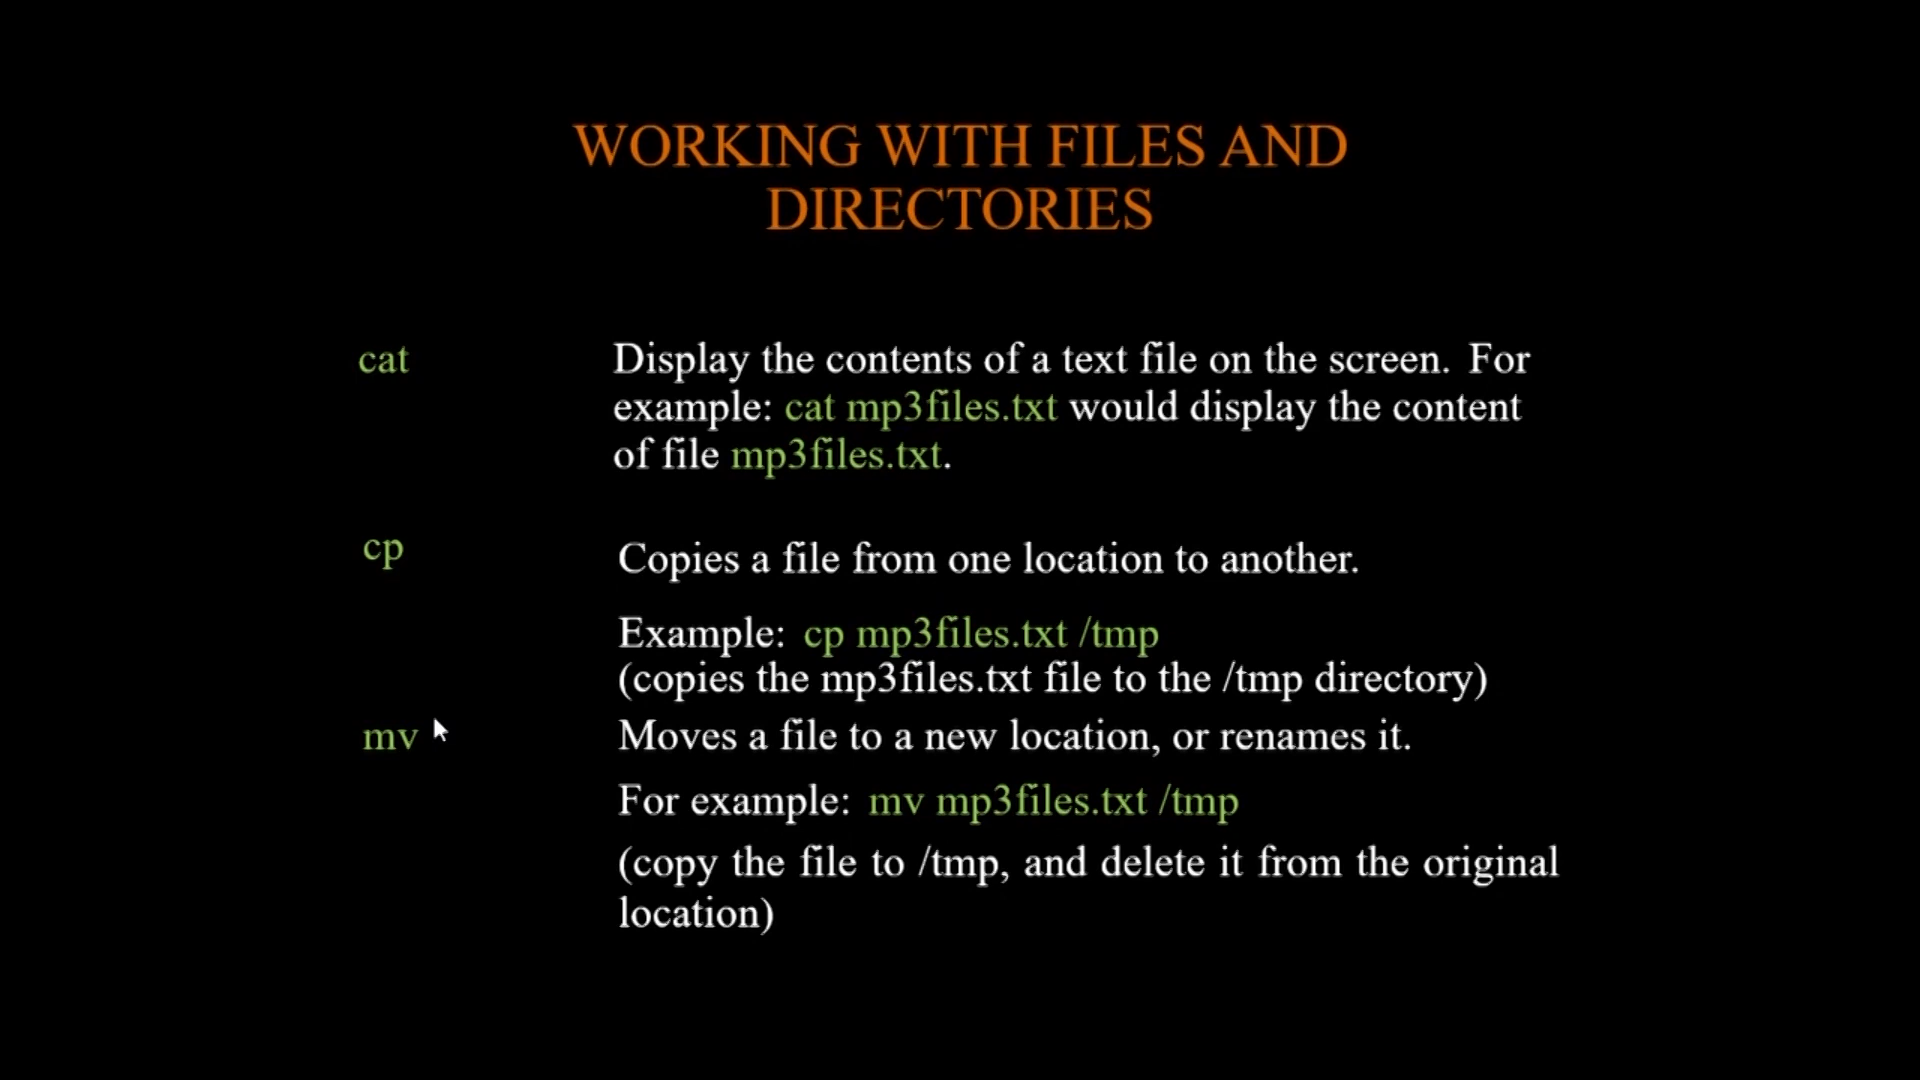 WORKING WITH FILES AND
DIRECTORIES
cat
Display the contents of a text file on the screen. For
example: cat mp3files.txt would display the content
of file mp3files.txt.
cp
Copies a file from one location to another.
Example: cp mp3files.txt /tmp
(copies the mp3files.txt file to the /tmp directory)
mv
Moves a file to a new location, or renames it.
For example: mv mp3files.txt /tmp
(copy the file to /tmp, and delete it from the original
location)